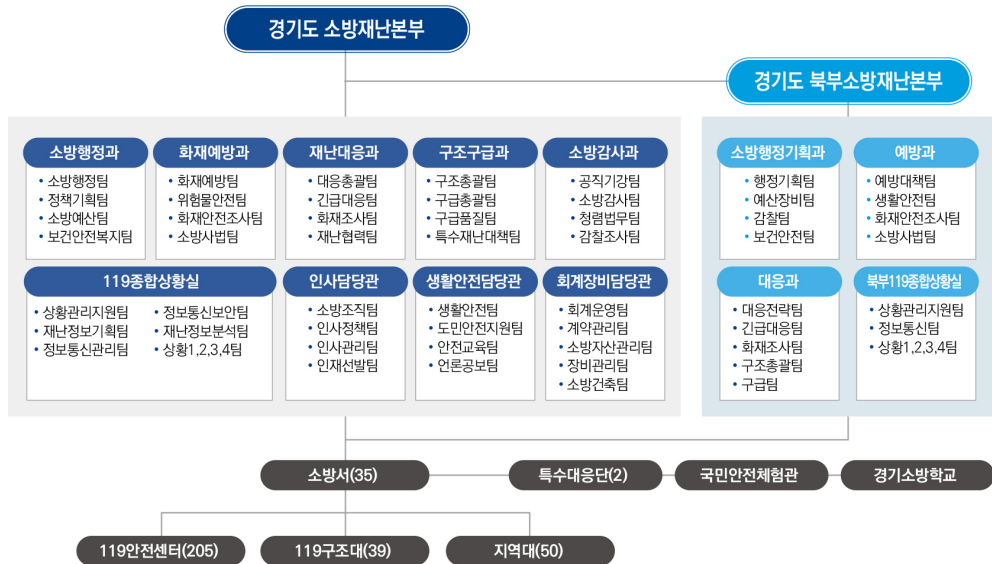 경기도 소방재난본부
경기도 북부소방재난본부
소방행정과
• 소방행정팀
• 정책기획팀
• 소방예산팀
• 보건안전복지팀
화재예방과
• 화재예방팀
• 위험물안전팀
• 화재안전조사팀
• 소방사법팀
재난대응과
• 대응총괄팀
• 긴급대응팀
• 화재조사팀
• 재난협력팀
구조구급과
• 구조총괄팀
• 구급총괄팀
• 구급품질팀
• 특수재난대책팀
소방감사과
• 공직기강팀
• 소방감사팀
• 청렴법무팀
• 감찰조사팀
119종합상황실
• 상황관리지원팀
• 재난정보기획팀
• 정보통신관리팀
• 정보통신보안팀
• 재난정보분석팀
• 상황1,2,3,4팀
인사담당관
• 소방조직팀
• 인사정책팀
• 인사관리팀
• 인재선발팀
생활안전담당관
• 생활안전팀
• 도민안전지원팀
• 안전교육팀
• 언론공보팀
회계장비담당관
• 회계운영팀
• 계약관리팀
• 소방자산관리팀
• 장비관리팀
• 소방건축팀
소방행정기획과
• 행정기획팀
• 예산장비팀
• 감찰팀
• 보건안전팀
예방과
• 예방대책팀
• 생활안전팀
• 화재안전조사팀
• 소방사법팀
대응과
• 대응전략팀
• 긴급대응팀
• 화재조사팀
• 구조총괄팀
• 구급팀
북부119종합상황실
• 상황관리지원팀
• 정보통신팀
• 상황1,2,3,4팀
소방서(35)
특수대응단(2)
국민안전체험관
경기소방학교
119안전센터(205)
119구조대(39)
지역대(50)